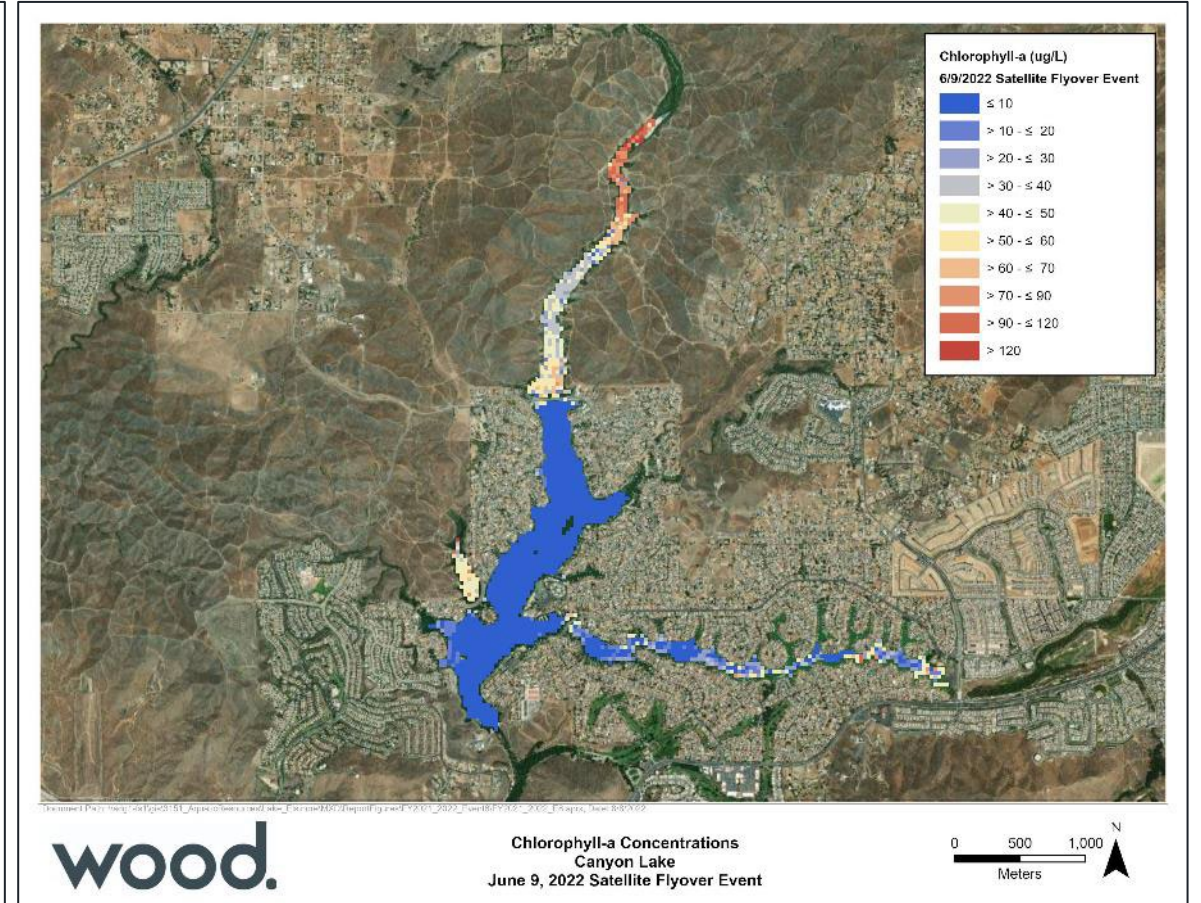 Chlorophyll-a (ug/L)
6/9/2022 Satellite Flyover Event
≤ 10
> 10 - ≤ 20
> 20 - ≤ 30
> 30 - ≤ 40
> 40 - ≤ 50
> 50 - ≤ 60
> 60 - ≤ 70
> 70 - ≤ 90
> 90 - ≤ 120
> 120
Document Path:
wood.
Chlorophyll-a Concentrations
Canyon Lake
June 9, 2022 Satellite Flyover Event
0 500 1,000
Meters
N